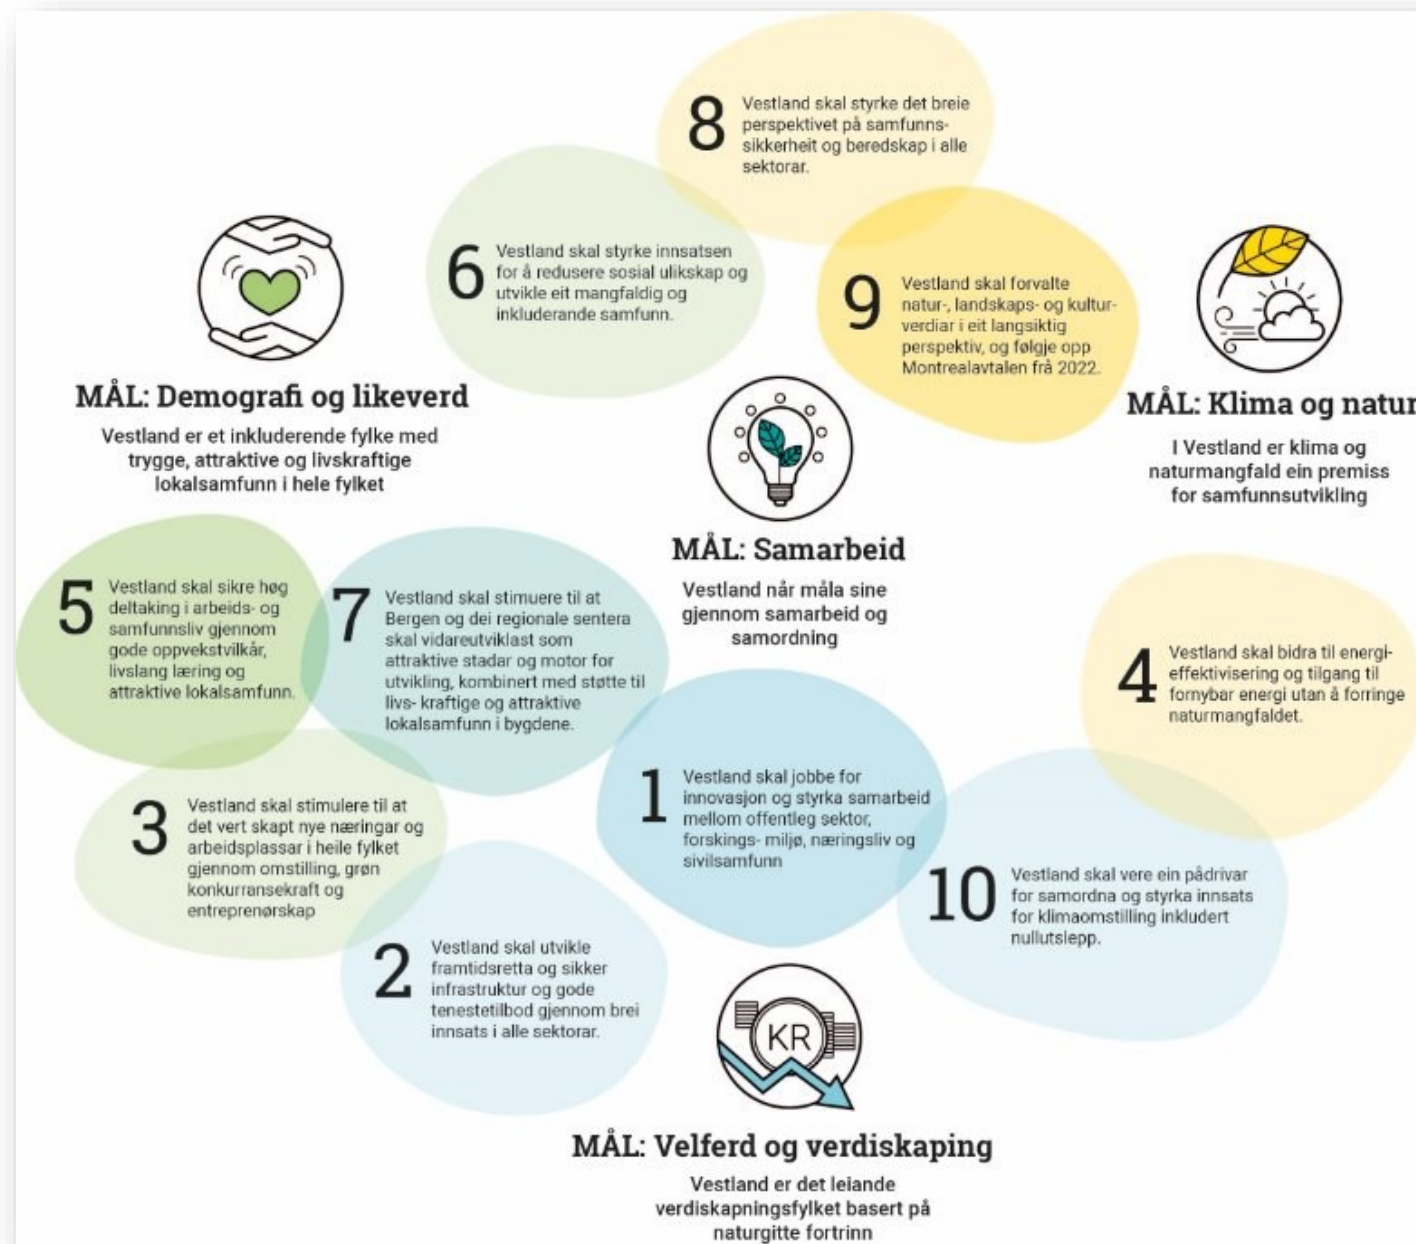 8
Vestland skal styrke det breie
perspektivet på samfunns-
sikkerheit og beredskap i alle
sektorar.
6
Vestland skal styrke innsatsen
for å redusere sosial ulikskap og
utvikle eit mangfaldig og
inkluderande samfunn.
9
Vestland skal forvalte
natur-, landskaps- og kultur-
verdiar i eit langsiktig
perspektiv, og følgje opp
Montrealavtalen frå 2022.
MÅL: Demografi og likeverd
Vestland er et inkluderende fylke med
trygge, attraktive og livskraftige
lokalsamfunn i hele fylket
MÅL: Klima og natur
I Vestland er klima og
naturmangfald ein premiss
for samfunnsutvikling
MÅL: Samarbeid
Vestland når måla sine
gjennom samarbeid og
samordning
5
Vestland skal sikre høg
deltaking i arbeids- og
samfunnsliv gjennom
gode oppvekstvilkår,
livslang læring og
attraktive lokalsamfunn.
7
Vestland skal stimuere til at
Bergen og dei regionale sentera
skal vidareutviklast som
attraktive stadar og motor for
utvikling, kombinert med støtte til
livs- kraftige og attraktive
lokalsamfunn i bygdene.
4
Vestland skal bidra til energi-
effektivisering og tilgang til
fornybar energi utan å forringe
naturmangfaldet.
3
Vestland skal stimulere til at
det vert skapt nye næringar og
arbeidsplassar i heile fylket
gjennom omstilling, grøn
konkurransekraft og
entreprenørskap
1
Vestland skal jobbe for
innovasjon og styrka samarbeid
mellom offentleg sektor,
forskings- miljø, næringsliv og
sivilsamfunn
10
Vestland skal vere ein pådrivar
for samordna og styrka innsats
for klimaomstilling inkludert
nullutslepp.
2
Vestland skal utvikle
framtidsretta og sikker
infrastruktur og gode
tenestetilbod gjennom brei
innsats i alle sektorar.
KR
MÅL: Velferd og verdiskaping
Vestland er det leiande
verdiskapningsfylket basert på
naturgitte fortrinn